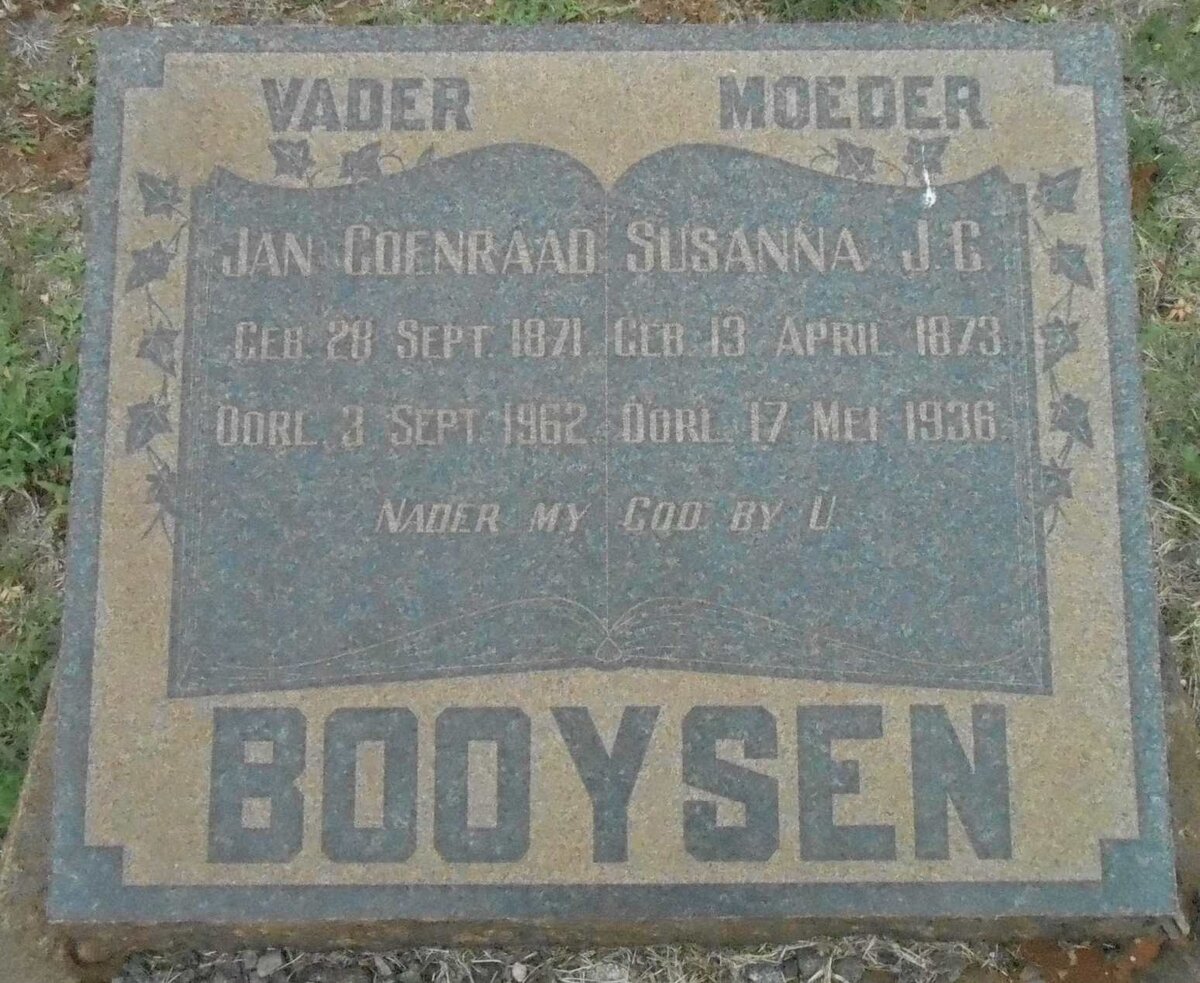 VADER MOEDER
JAN COENRAAD SUSANNA J.C.
GEB. 28 SEPT. 1871. GEB. 13 APRIL 1873.
OORL. 3 SEPT. 1962. OORL. 17 MEI 1936.
NADER MY GOD BY U.
BOOYSEN